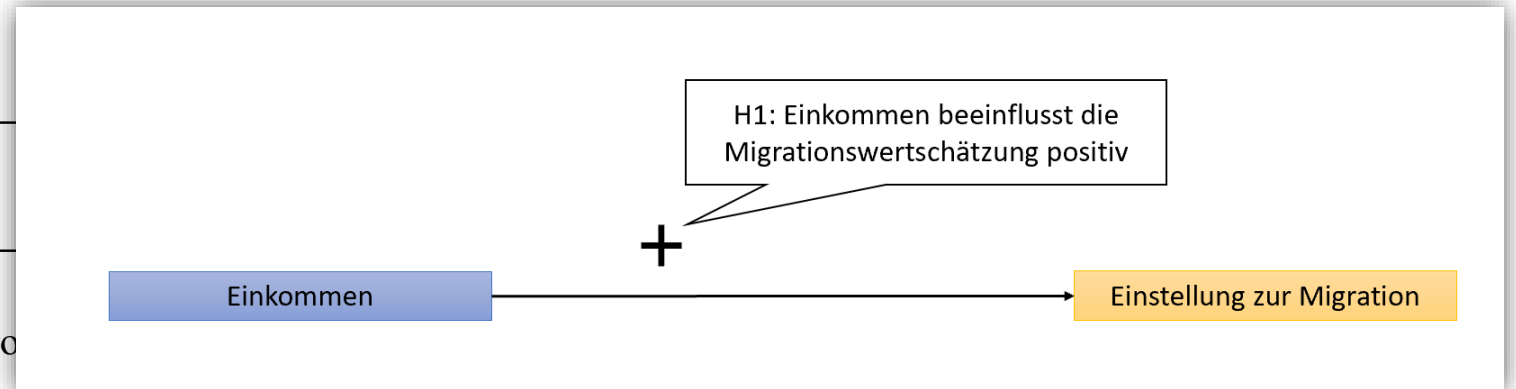 H1: Einkommen beeinflusst die
Migrationswertschätzung positiv
+
Einkommen
Einstellung zur Migration